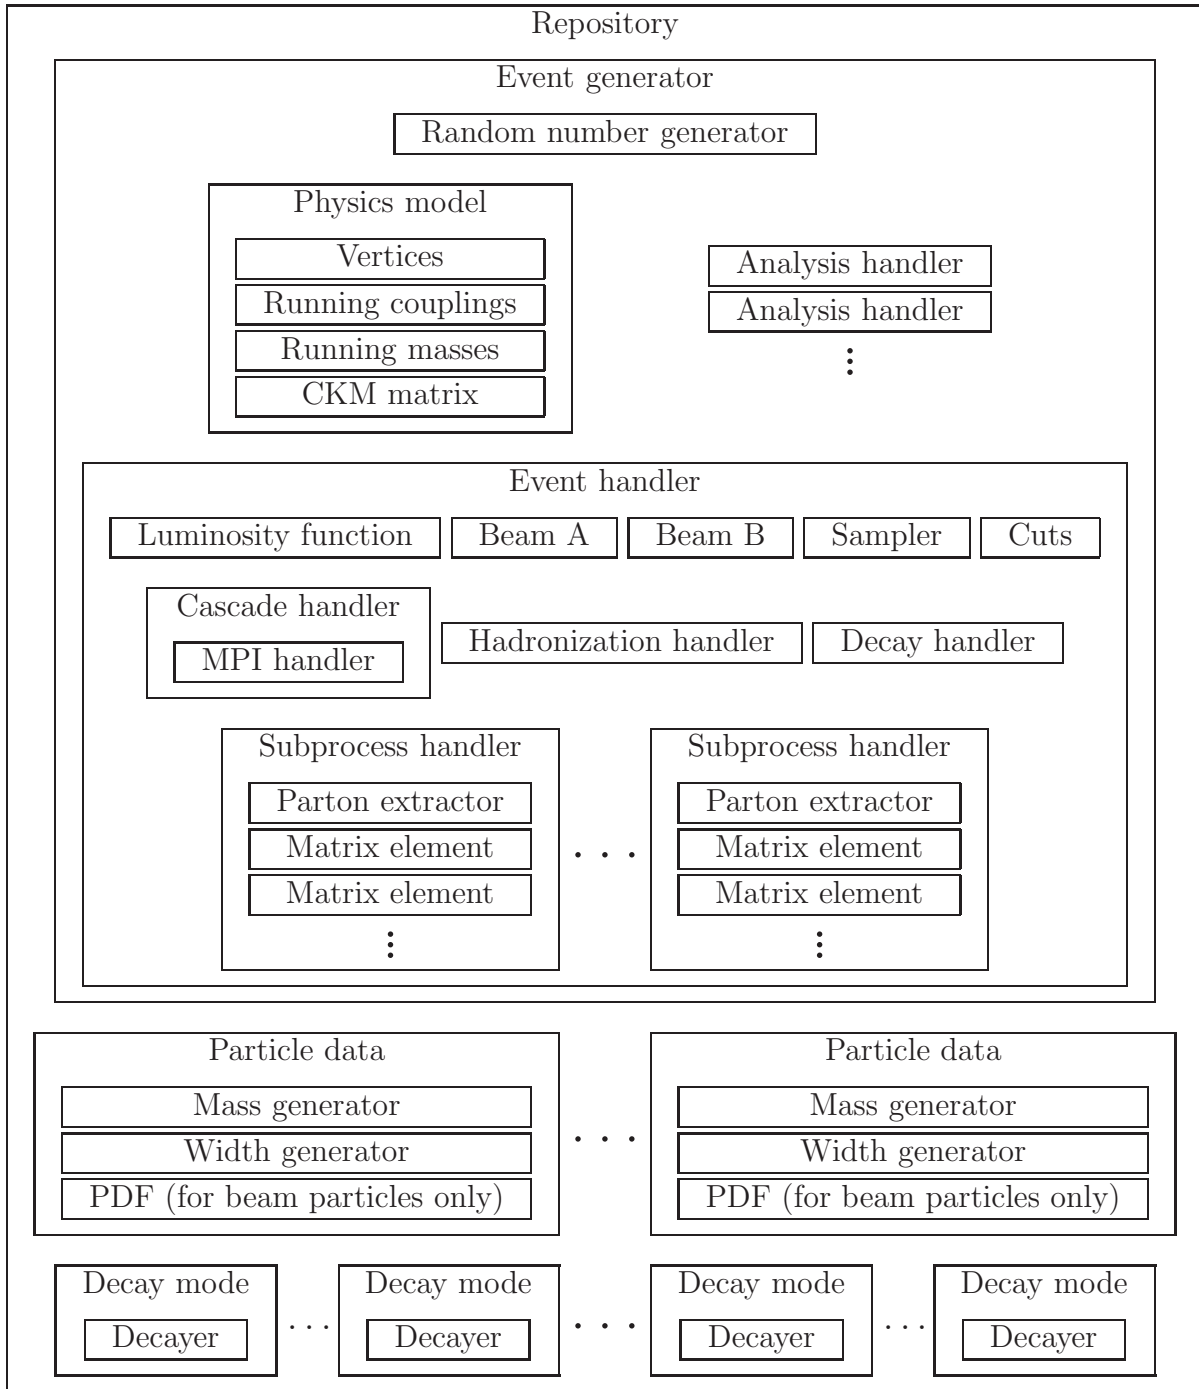 Repository
Event generator
Random number generator
Physics model
Vertices
Running couplings
Running masses
CKM matrix
Analysis handler
Analysis handler
⋮
Event handler
Luminosity function Beam A Beam B Sampler Cuts
Cascade handler
MPI handler
Hadronization handler Decay handler
Subprocess handler
Parton extractor
Matrix element
Matrix element
⋮
. . .
Subprocess handler
Parton extractor
Matrix element
Matrix element
⋮
Particle data
Mass generator
Width generator
PDF (for beam particles only)
. . .
Particle data
Mass generator
Width generator
PDF (for beam particles only)
Decay mode
Decayer
...
Decay mode
Decayer
. . .
Decay mode
Decayer
...
Decay mode
Decayer